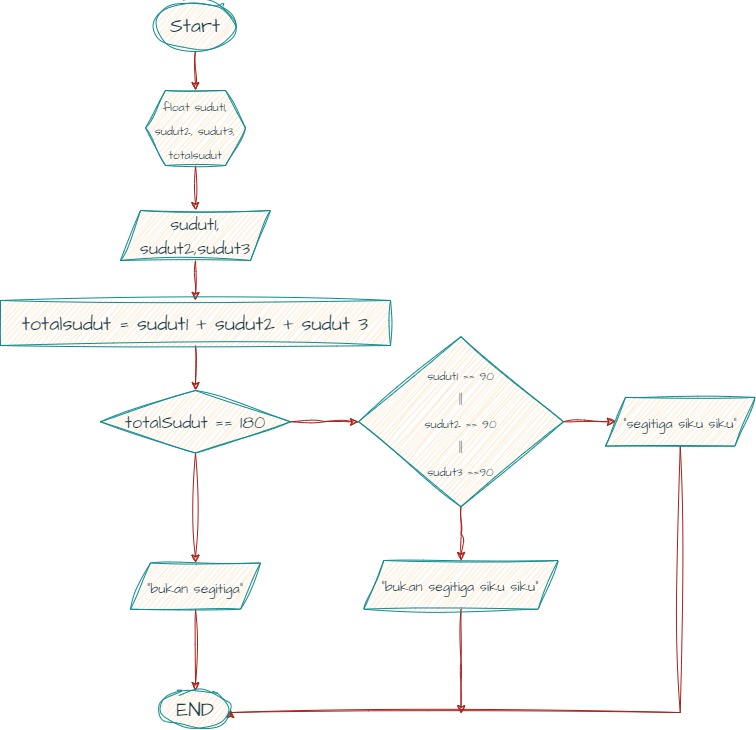 Start
float sudut1,
sudut2, sudut3,
totalsudut
sudut1,
sudut2,sudut3
totalsudut = sudut1 + sudut2 + sudut 3
totalSudut == 180
sudut1 == 90
||
sudut2 == 90
||
sudut3 ==90
"segitiga siku siku"
"bukan segitiga"
"bukan segitiga siku siku"
END